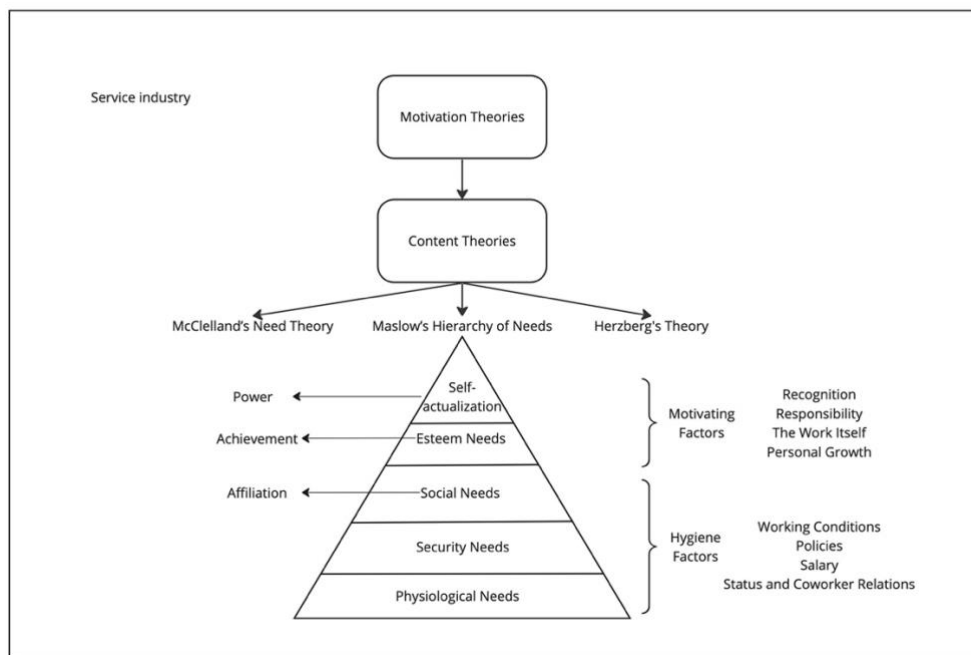 Service industry
Motivation Theories
Content Theories
McClelland's Need Theory
Maslow's Hierarchy of Needs
Herzberg's Theory
Power
Achievement
Affiliation
Self-
actualization
Esteem Needs
Social Needs
Security Needs
Physiological Needs
Motivating
Factors
Recognition
Responsibility
The Work Itself
Personal Growth
Hygiene
Factors
Working Conditions
Policies
Salary
Status and Coworker Relations